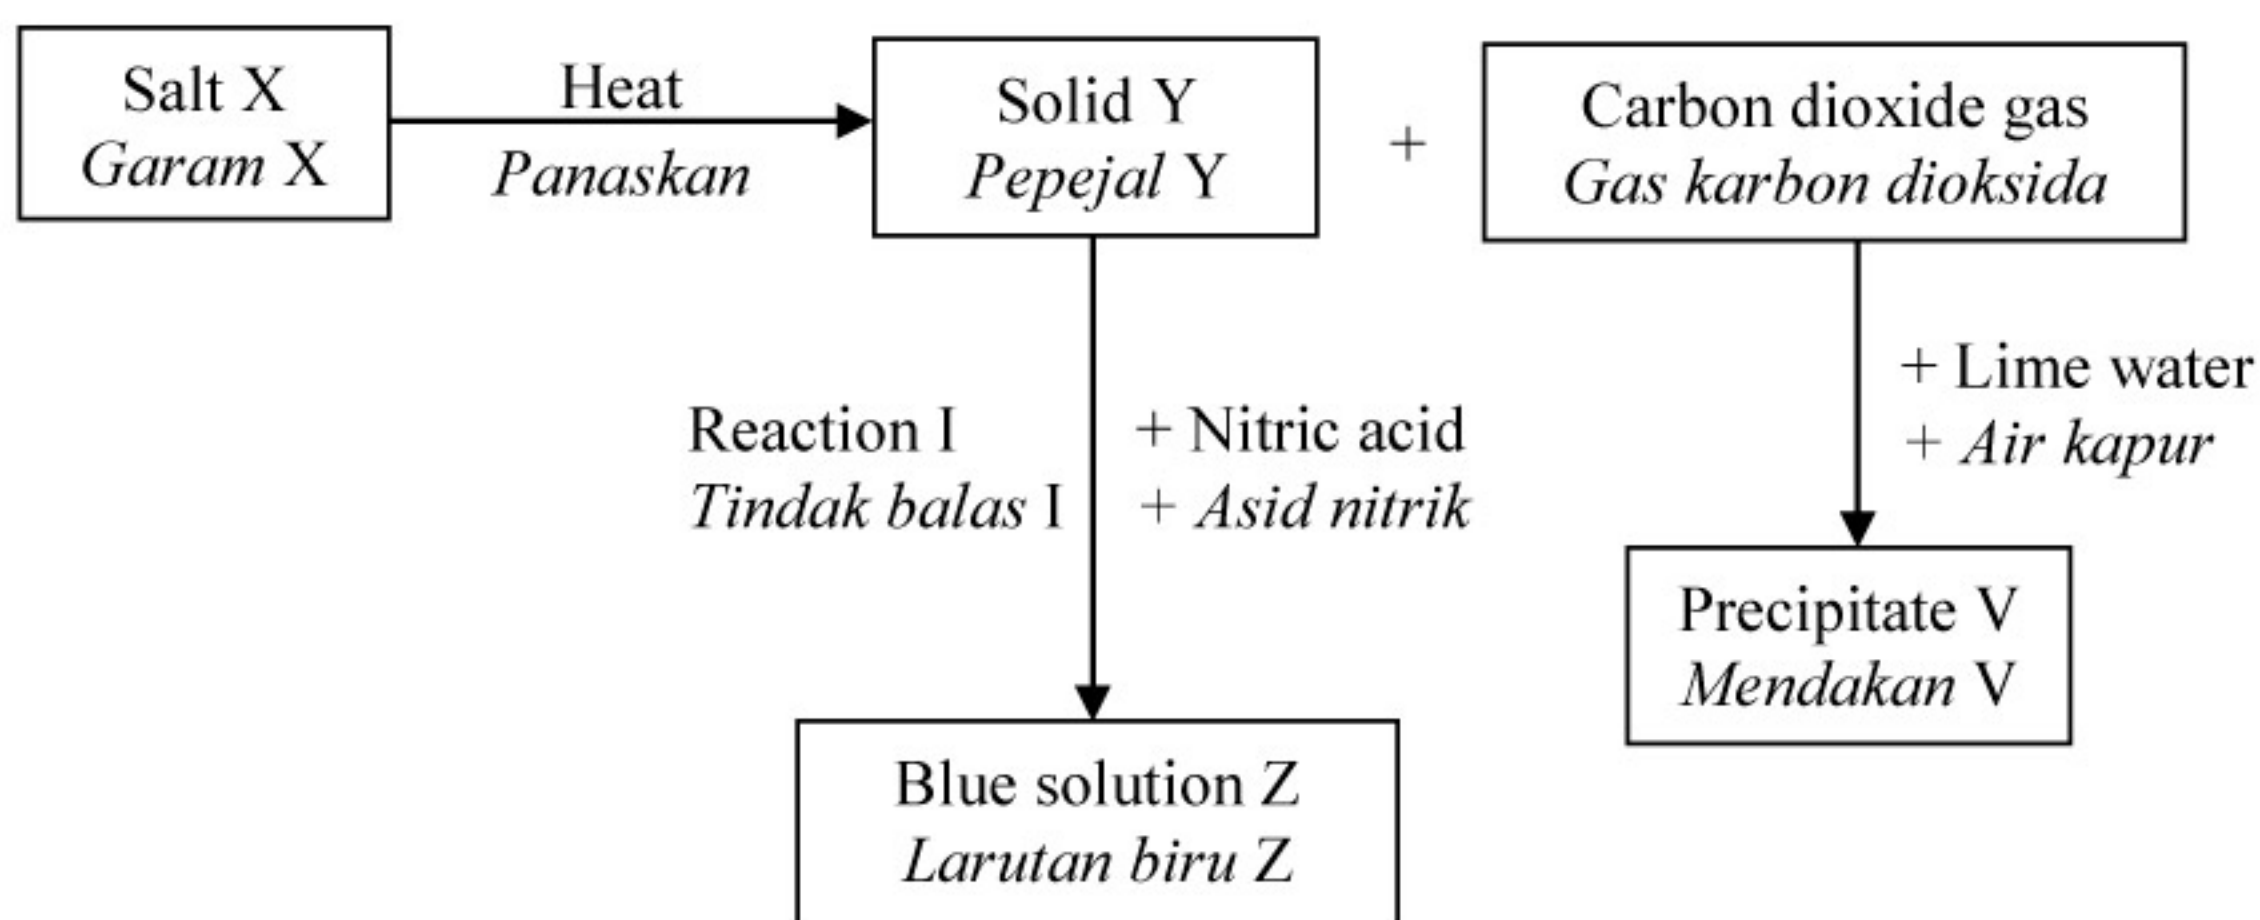 Salt X
Garam X
Heat
Panaskan
Solid Y
Pepejal Y
+
Carbon dioxide gas
Gas karbon dioksida
Reaction I
Tindak balas I
+ Nitric acid
+ Asid nitrik
+ Lime water
+ Air kapur
Precipitate V
Mendakan V
Blue solution Z
Larutan biru Z